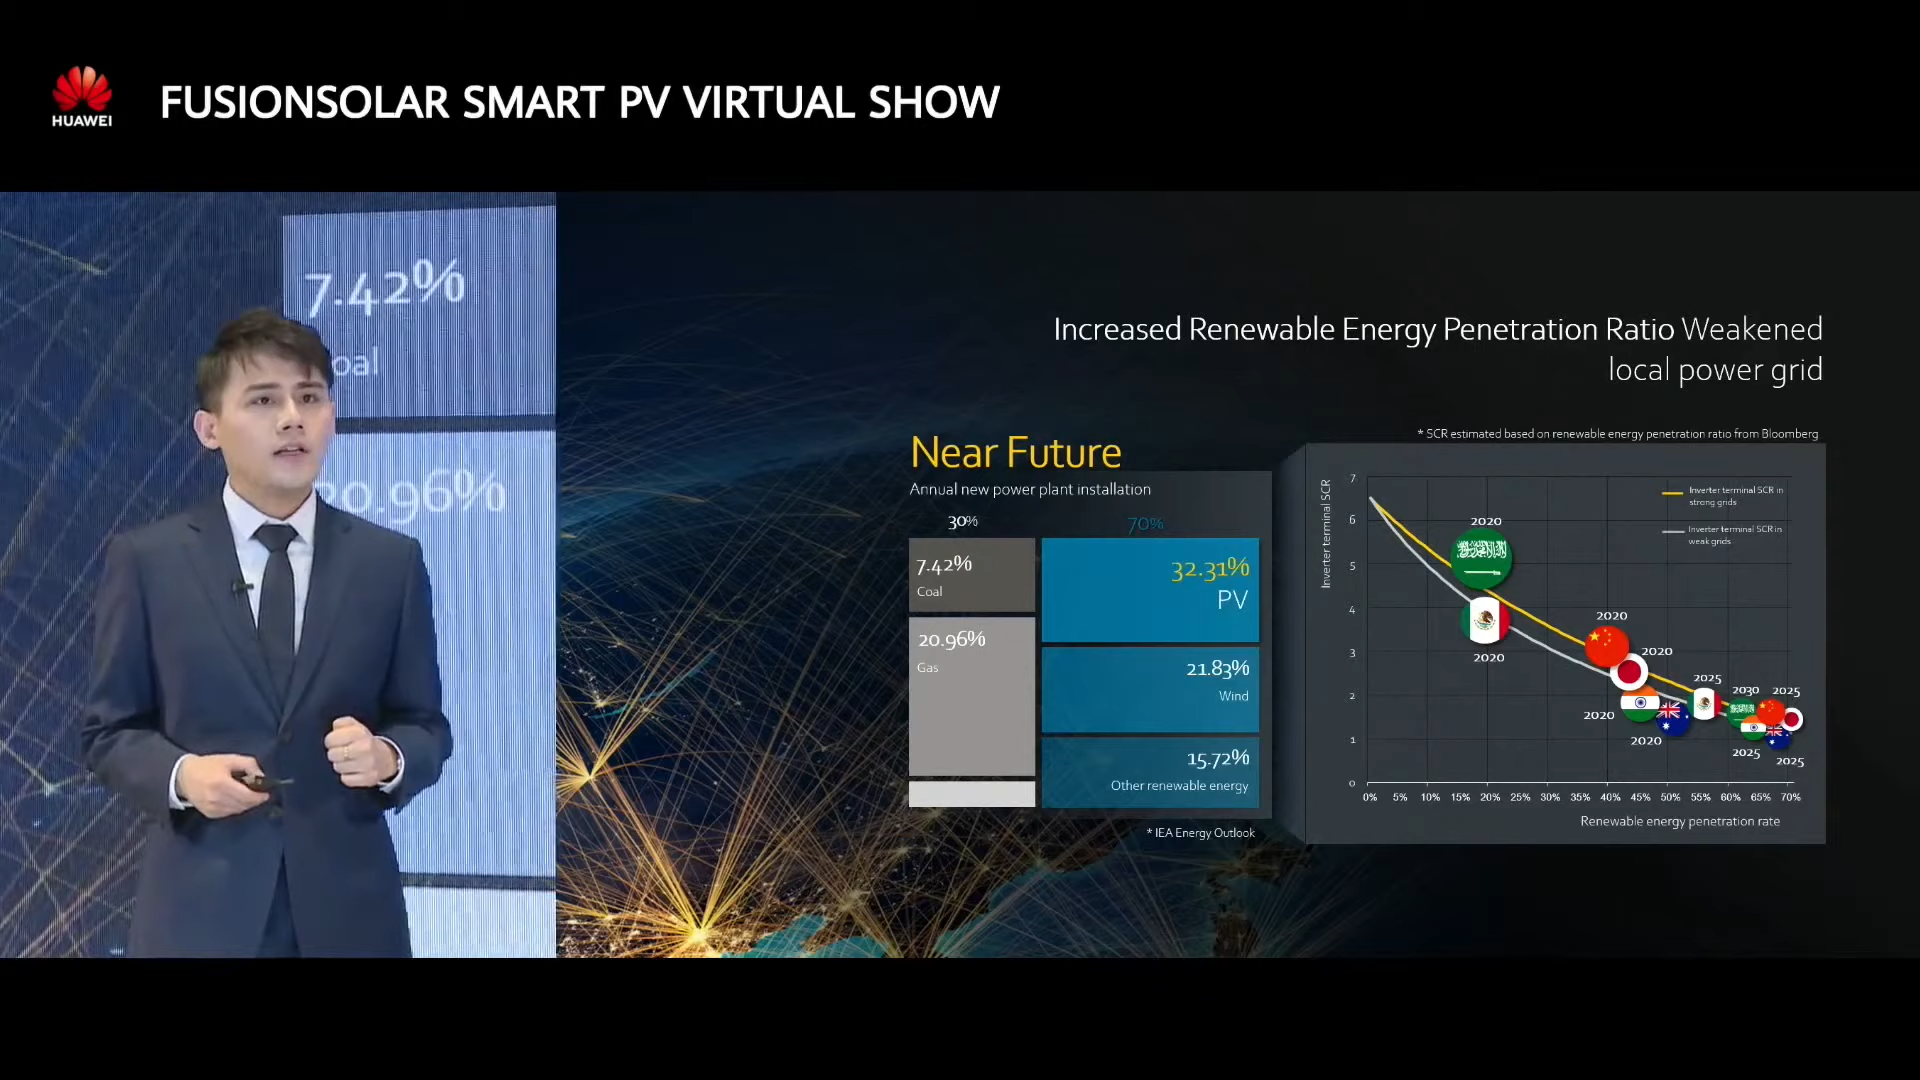 HUAWEI
FUSIONSOLAR SMART PV VIRTUAL SHOW
7.42%
oal
20.96%
Increased Renewable Energy Penetration Ratio Weakened
local power grid
Near Future
Annual new power plant installation
30%
70%
7.42%
Coal
20.96%
Gas
32.31%
PV
21.83%
Wind
15.72%
Other renewable energy
* IEA Energy Outlook
* SCR estimated based on renewable energy penetration ratio from Bloomberg
Inverter terminal SCR
7
6
5
4
3
2
1
0
Inverter terminal SCR in
strong grids
Inverter terminal SCR in
weak grids
2020
2020
2020
2020
2020
2020
2025
2030
2025
2025
2025
0% 5% 10% 15% 20% 25% 30% 35% 40% 45% 50% 55% 60% 65% 70%
Renewable energy penetration rate